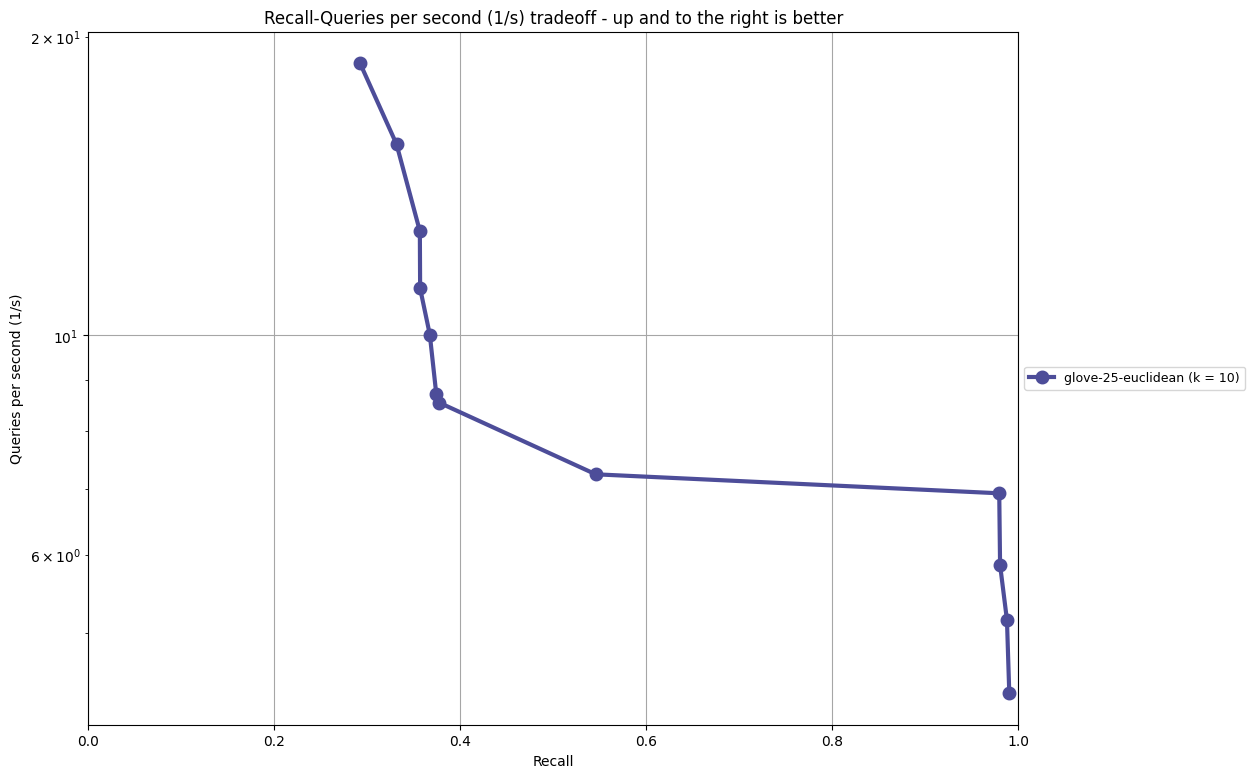 Recall-Queries per second (1/s) tradeoff - up and to the right is better
2 × 10¹
10¹
6 × 10⁰
Queries per second (1/s)
0.0 0.2 0.4 0.6 0.8 1.0
Recall
glove-25-euclidean (k = 10)